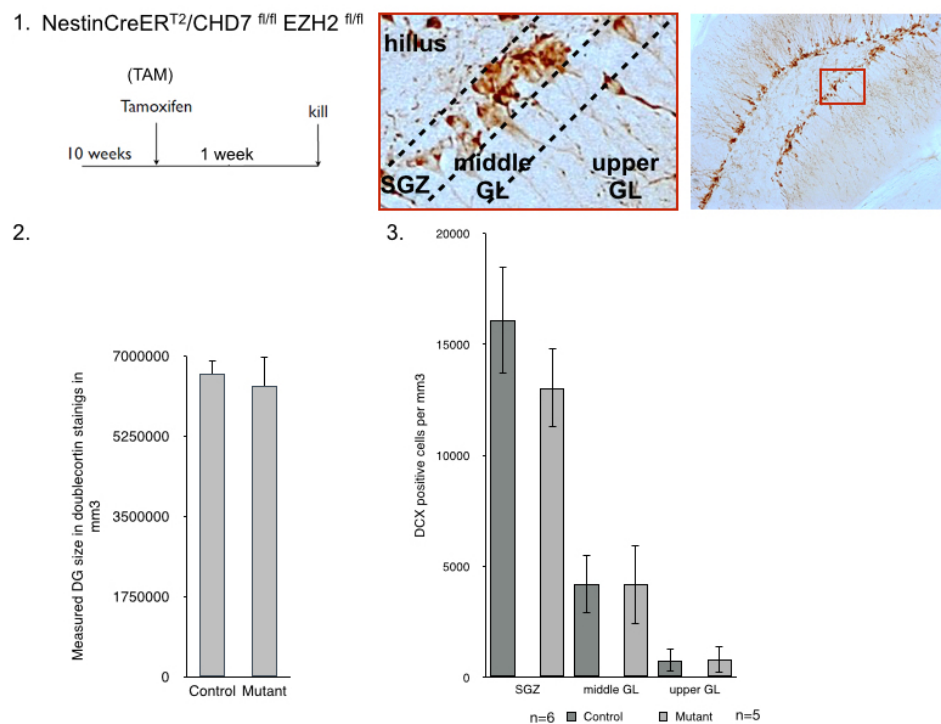 1. NestinCreER^T2/CHD7 ^fl/fl EZH2 ^fl/fl
(TAM)
Tamoxifen
kill
10 weeks
1 week
hillus
SGZ
middle
GL
upper
GL
2.
Measured DG size in doublecortin stainigs in
mm3
7000000
5250000
3500000
1750000
0
Control Mutant
3.
DCX positive cells per mm3
20000
15000
10000
5000
0
SGZ middle GL upper GL
n=6 Control Mutant n=5